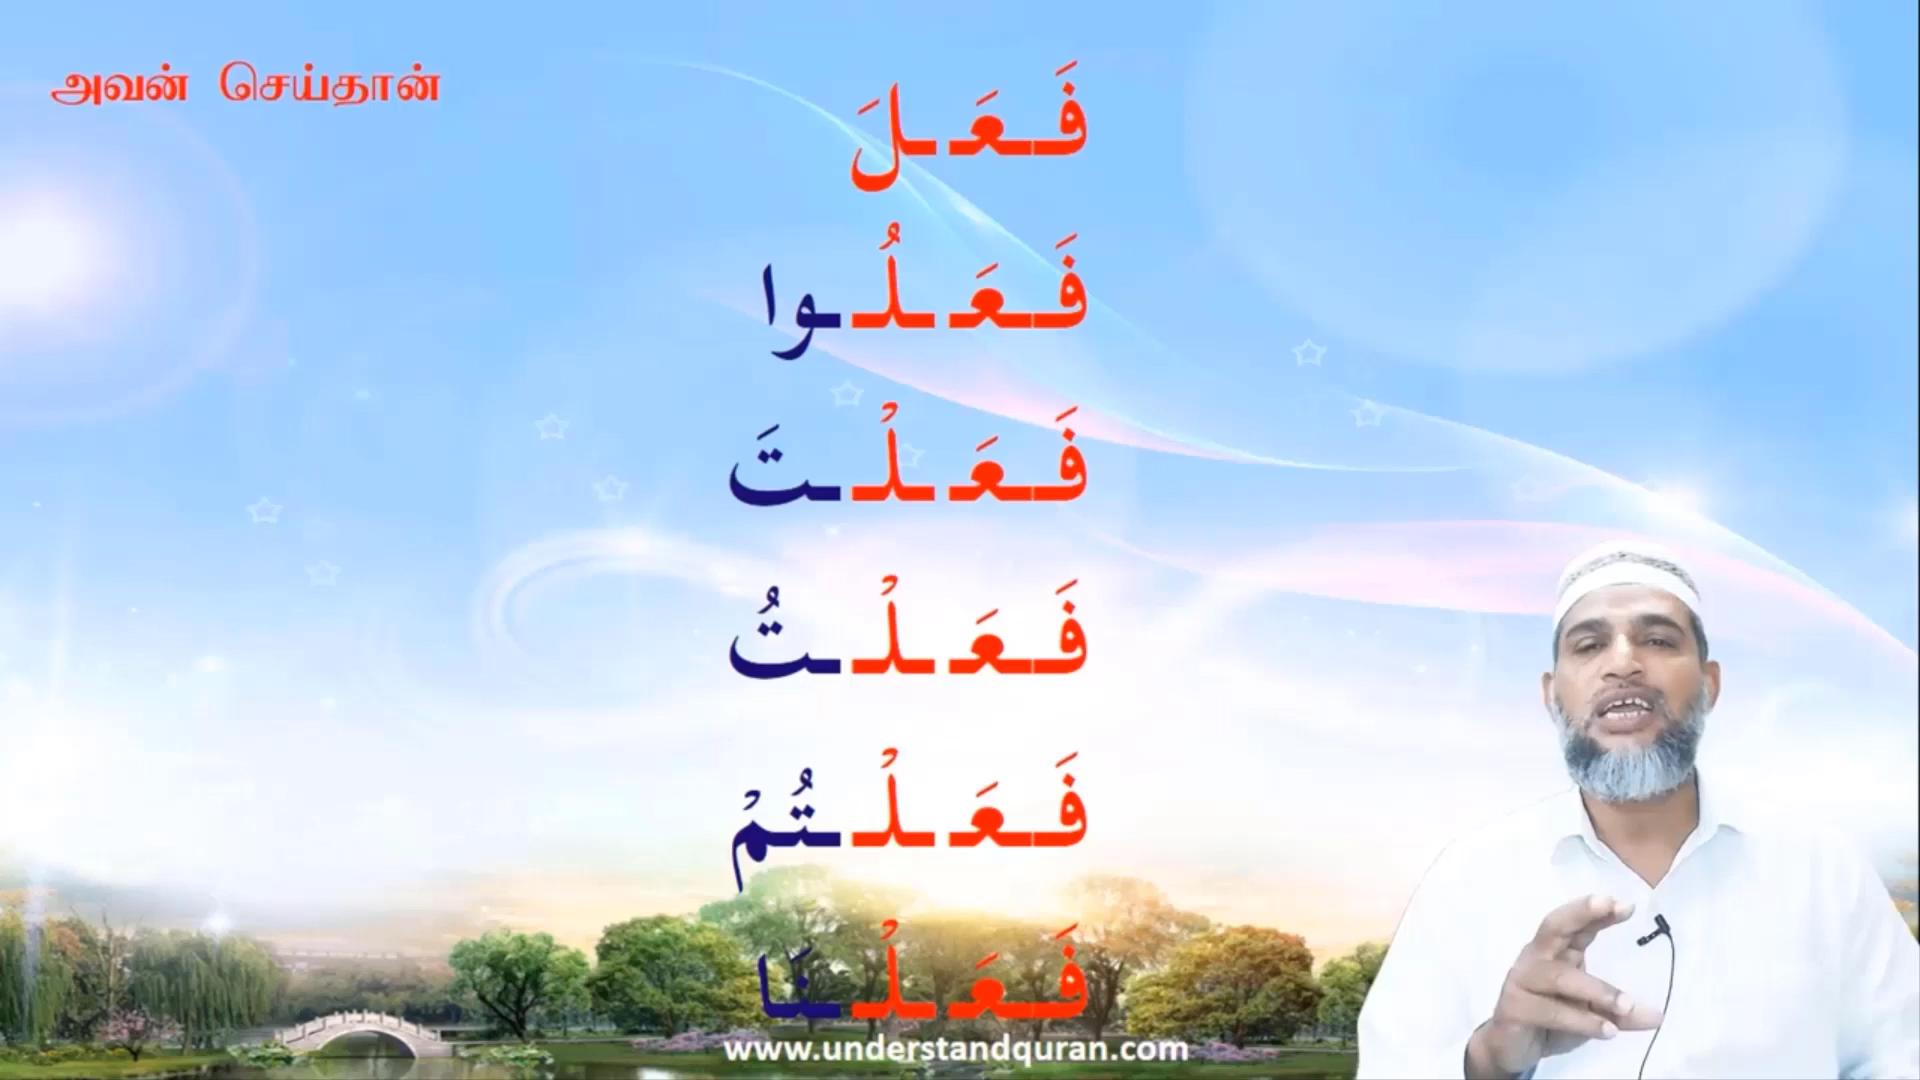 அவன் செய்தான்
فَعَلَ
فَعَلُوا
فَعَلْتَ
فَعَلْتُ
فَعَلْتُمْ
فَعَلْنَا
www.understandquran.com